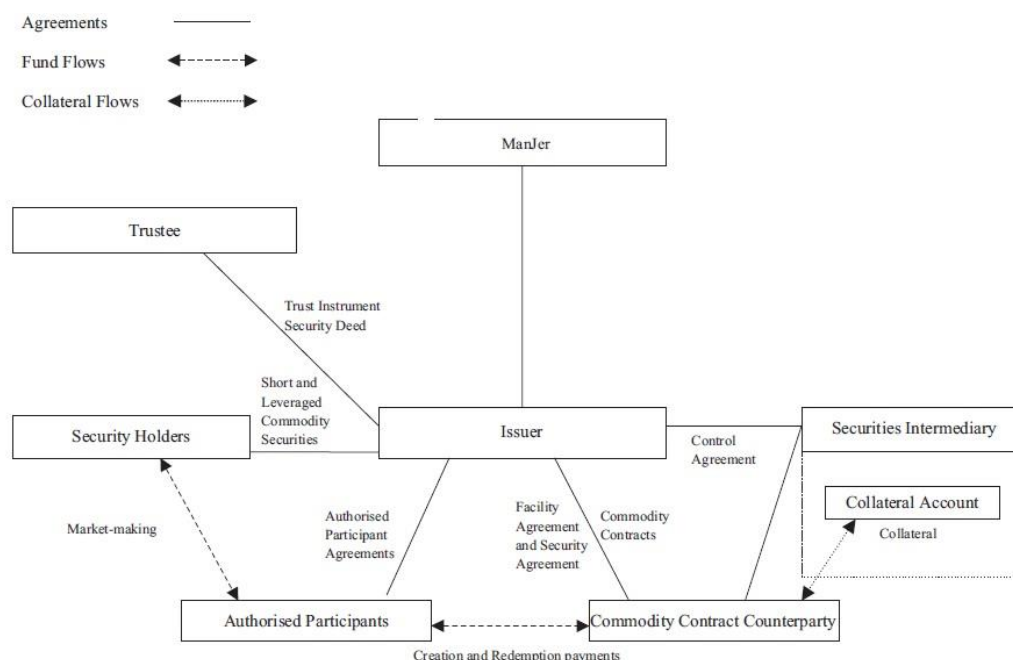 Agreements
Fund Flows
Collateral Flows
ManJer
Trustee
Trust Instrument
Security Deed
Short and
Leveraged
Commodity
Securities
Security Holders
Issuer
Securities Intermediary
Control
Agreement
Collateral Account
Collateral
Market-making
Authorised
Participant
Agreements
Facility
Agreement
and Security
Agreement
Commodity
Contracts
Authorised Participants
Commodity Contract Counterparty
Creation and Redemption payments